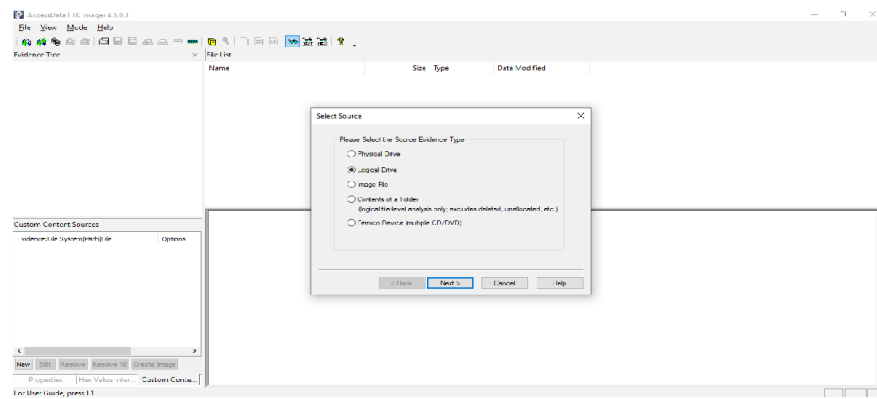 AccessData FTK Imager 4.5.0.3
File View Mode Help
Evidence Tree
File List
Name Size Type Date Modified
Select Source
Please Select the Source Evidence Type
Physical Drive
Logical Drive
Image File
Contents of a Folder
(logical file-level analysis only; excludes deleted, unallocated, etc.)
Fernico Device (multiple CD/DVD)
< Back Next > Cancel Help
Custom Content Sources
Evidence:File System|Path|File Options
New Edit Remove Remove All Create Image
Properties Hex Value Inter... Custom Conte...
For User Guide, press F1